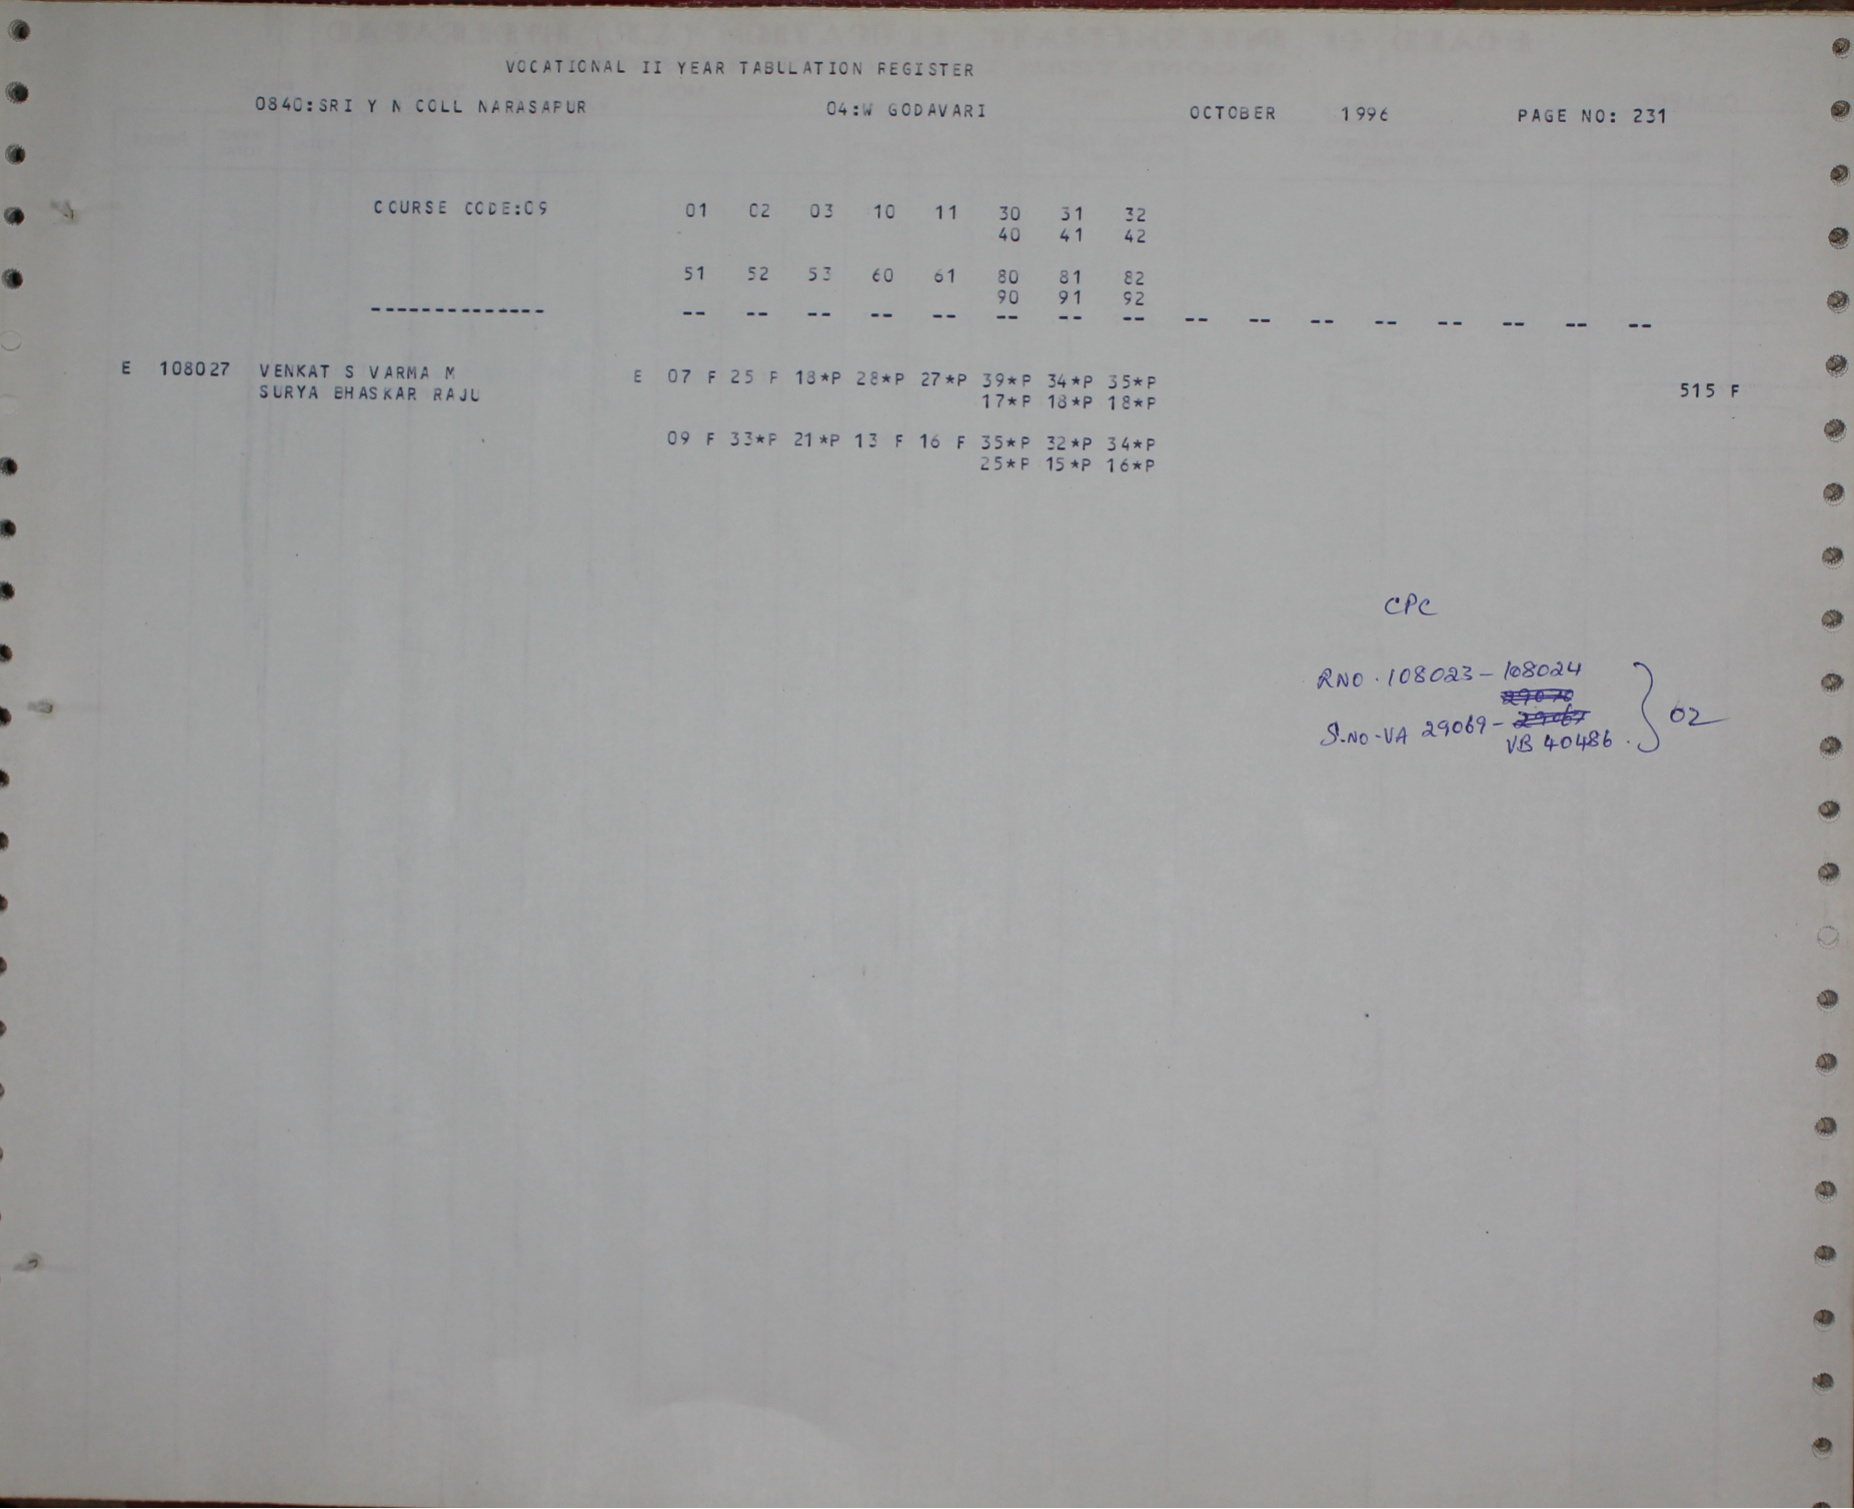 VOCATIONAL II YEAR TABLLATION REGISTER
0840:SRI Y N COLL NARASAPUR 04:W GODAVARI OCTOBER 1996 PAGE NO: 231
COURSE CODE:09 01 02 03 10 11 30 31 32
40 41 42
51 52 53 60 61 80 81 82
90 91 92
-------------- -- -- -- -- -- -- -- -- -- -- -- -- -- -- -- --
E 108027 VENKAT S VARMA M E 07 F 25 F 18*P 28*P 27*P 39*P 34*P 35*P 515 F
SURYA BHASKAR RAJU 17*P 18*P 18*P
09 F 33*P 21*P 13 F 16 F 35*P 32*P 34*P
25*P 15*P 16*P
CPC
RNO. 108023-108024
S.NO-VA 29069- } 02
VB 40486.